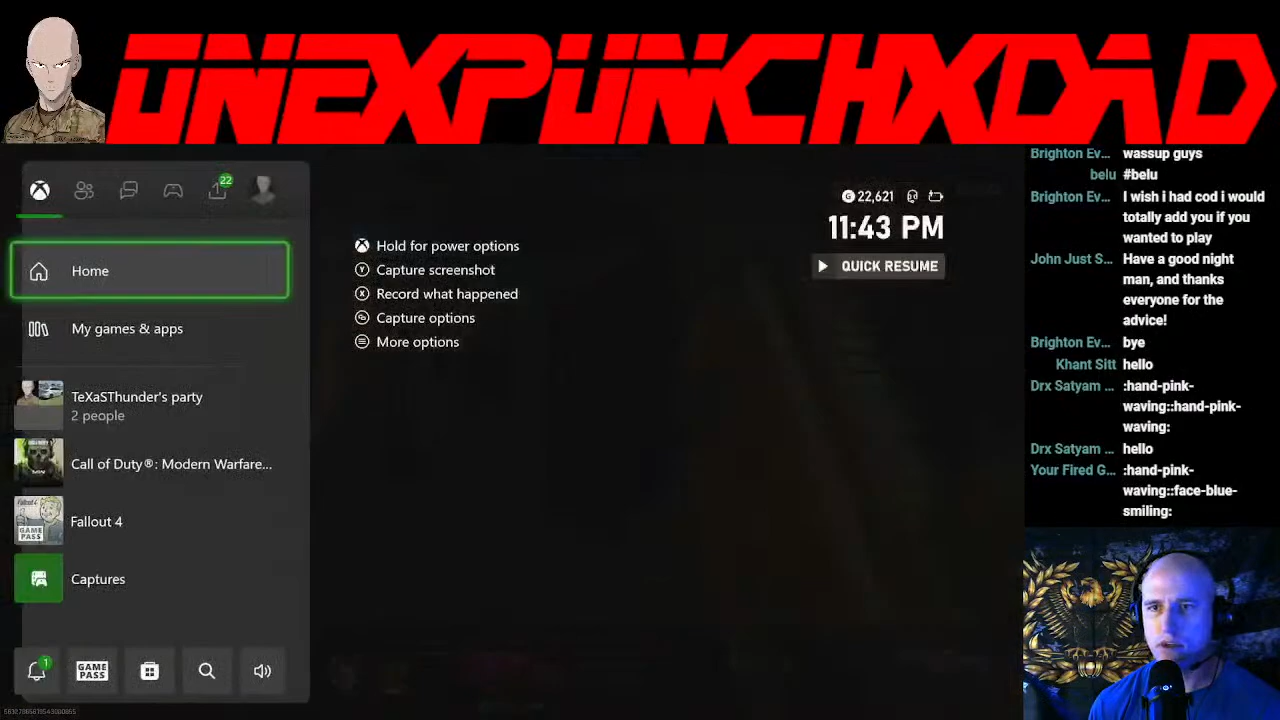 ONEXPUNCHXDAD
22
22,621
11:43 PM
QUICK RESUME
Home
My games & apps
TeXaSThunder's party
2 people
Call of Duty®: Modern Warfare...
Fallout 4
GAME
PASS
Captures
1
GAME
PASS
Hold for power options
Capture screenshot
Record what happened
Capture options
More options
Brighton Ev... wassup guys
belu #belu
Brighton Ev... I wish i had cod i would
totally add you if you
wanted to play
John Just S... Have a good night
man, and thanks
everyone for the
advice!
Brighton Ev... bye
Khant Sitt hello
Drx Satyam ... :hand-pink-
waving::hand-pink-
waving:
Drx Satyam ... hello
Your Fired G... :hand-pink-
waving::face-blue-
smiling: